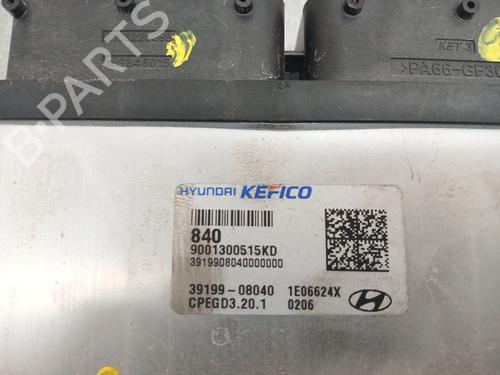 KET 3
>PA66-GF30
B-PARTS
HYUNDAI KEFICO
840
9001300515KD
3919908040000000
39199-08040 1E06624X
CPEGD3.20.1 0206